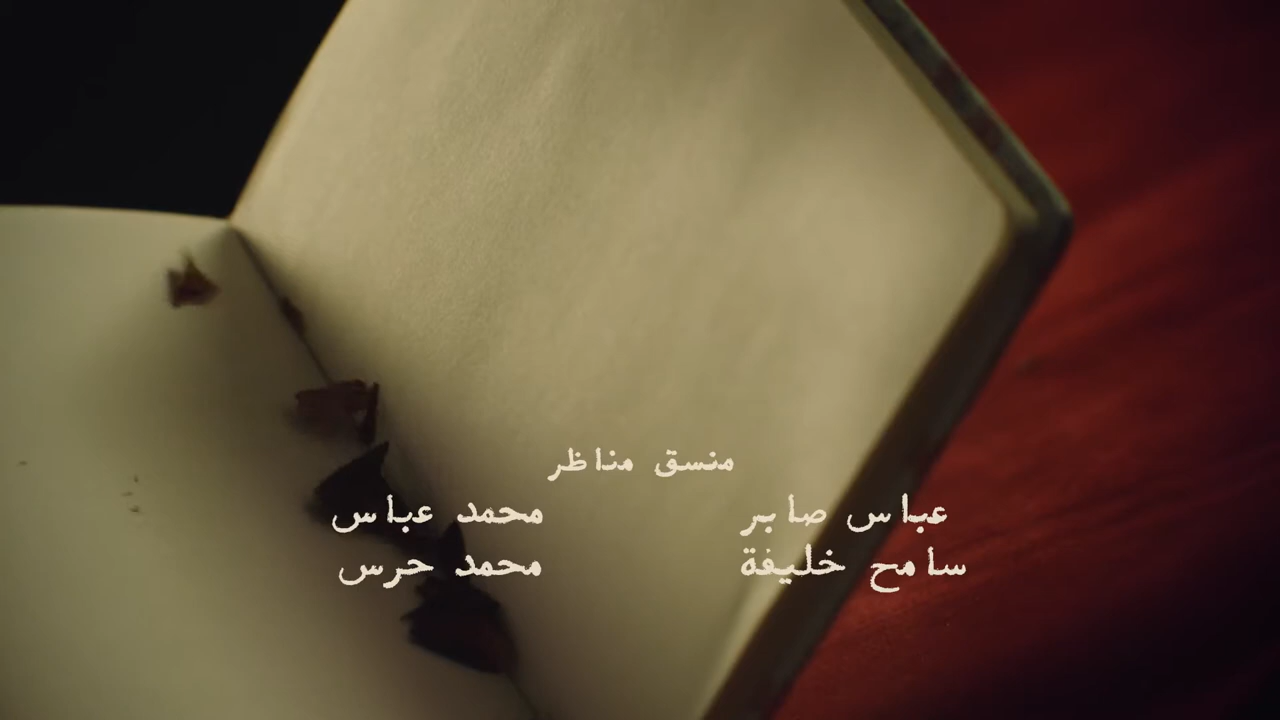 منسق مناظر
عباس صابر محمد عباس
سامح خليفة محمد حرس